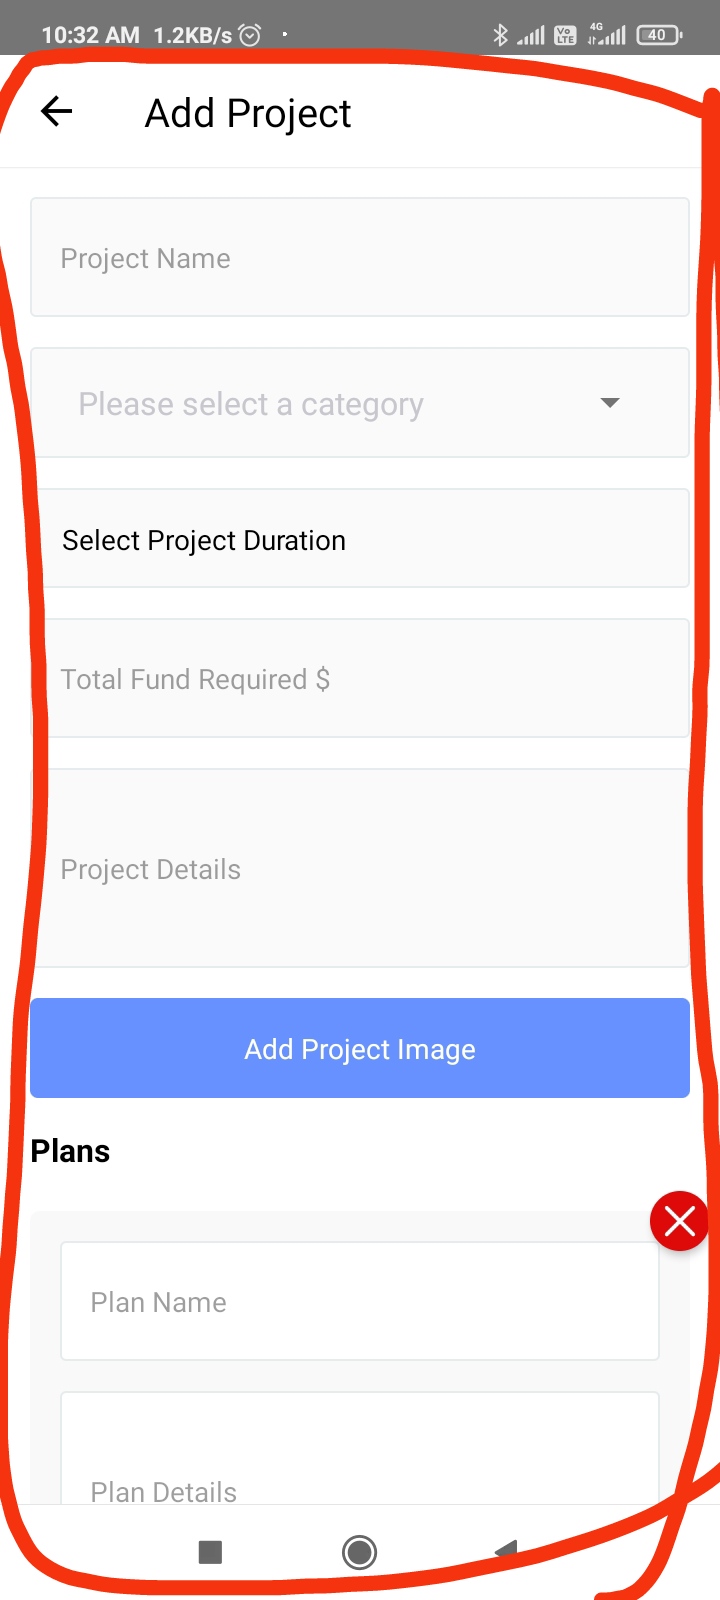 10:32 AM 1.2KB/s
Vo LTE 4G 40
Add Project
Project Name
Please select a category
Select Project Duration
Total Fund Required $
Project Details
Add Project Image
Plans
Plan Name
Plan Details